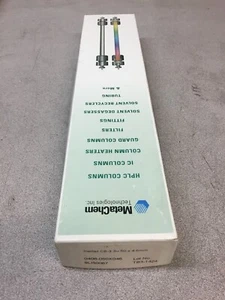 MetaChem
Technologies Inc.
HPLC COLUMNS
IC COLUMNS
COLUMN HEATERS
GUARD COLUMNS
FILTERS
FITTINGS
SOLVENT DEGASSERS
SOLVENT RECYCLERS
TUBING
& More